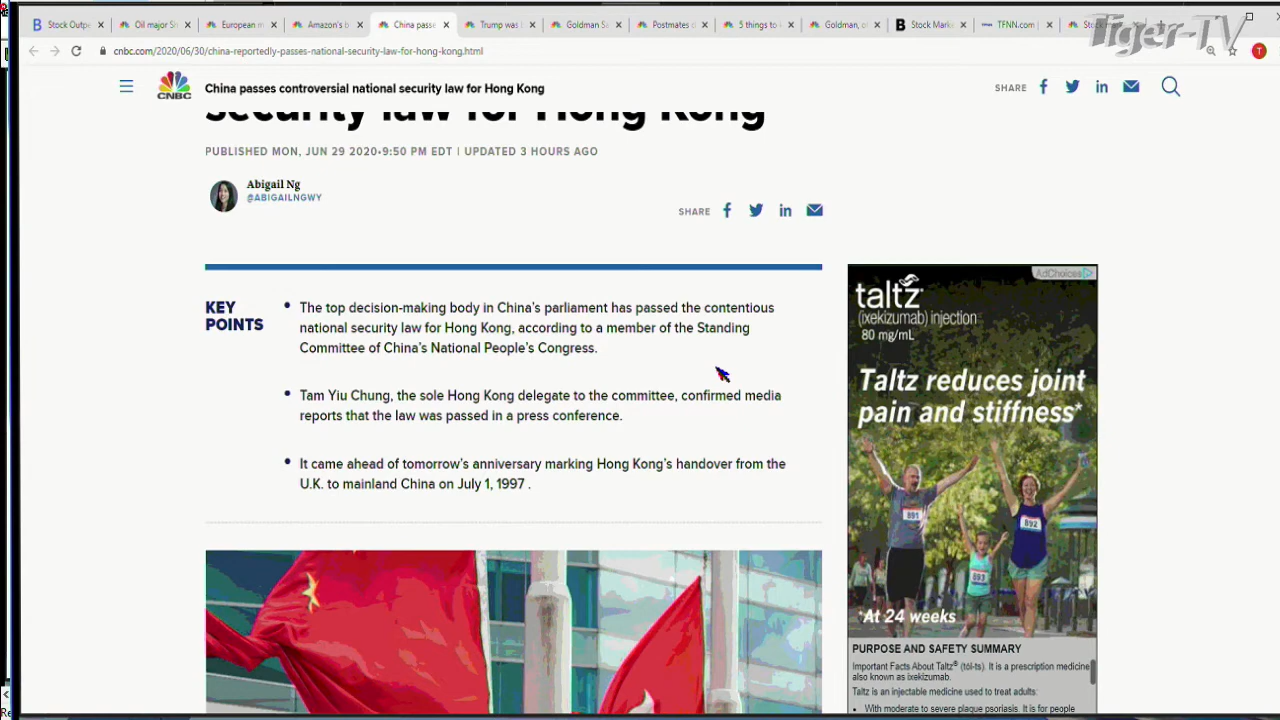 Stock Outpe
Oil major Sh
European m
Amazon's b
China passe
Trump was
Goldman Sa
Postmates c
5 things to
Goldman, o
Stock Mark
TFNN.com |
Tiger-TV
cnbc.com/2020/06/30/china-reportedly-passes-national-security-law-for-hong-kong.html
T
CNBC
China passes controversial national security law for Hong Kong
SHARE
security law for Hong Kong
PUBLISHED MON, JUN 29 2020•9:50 PM EDT | UPDATED 3 HOURS AGO
Abigail Ng
@ABIGAILNGWY
SHARE
KEY
POINTS
• The top decision-making body in China's parliament has passed the contentious
national security law for Hong Kong, according to a member of the Standing
Committee of China's National People's Congress.
• Tam Yiu Chung, the sole Hong Kong delegate to the committee, confirmed media
reports that the law was passed in a press conference.
• It came ahead of tomorrow's anniversary marking Hong Kong's handover from the
U.K. to mainland China on July 1, 1997 .
AdChoices
taltz
(ixekizumab) injection
80 mg/mL
Taltz reduces joint
pain and stiffness*
891
892
893
*At 24 weeks
PURPOSE AND SAFETY SUMMARY
Important Facts About Taltz® (tol-ts). It is a prescription medicine
also known as ixekizumab.
Taltz is an injectable medicine used to treat adults:
• With moderate to severe plaque psoriasis. It is for people